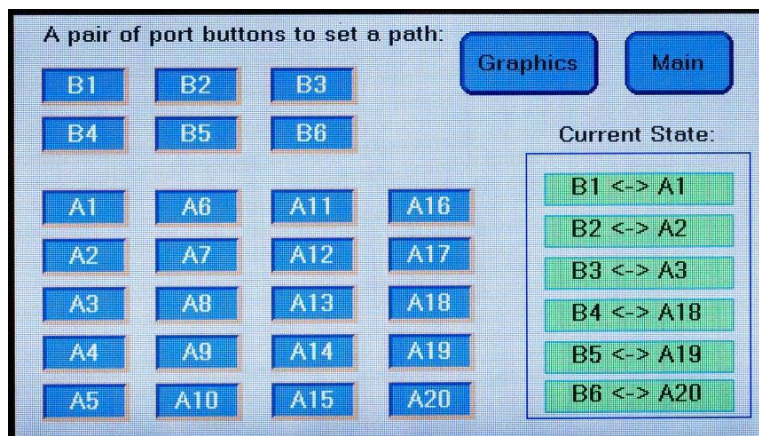 A pair of port buttons to set a path:
Graphics Main
B1 B2 B3
B4 B5 B6
Current State:
A1 A6 A11 A16
A2 A7 A12 A17
A3 A8 A13 A18
A4 A9 A14 A19
A5 A10 A15 A20
B1 <-> A1
B2 <-> A2
B3 <-> A3
B4 <-> A18
B5 <-> A19
B6 <-> A20